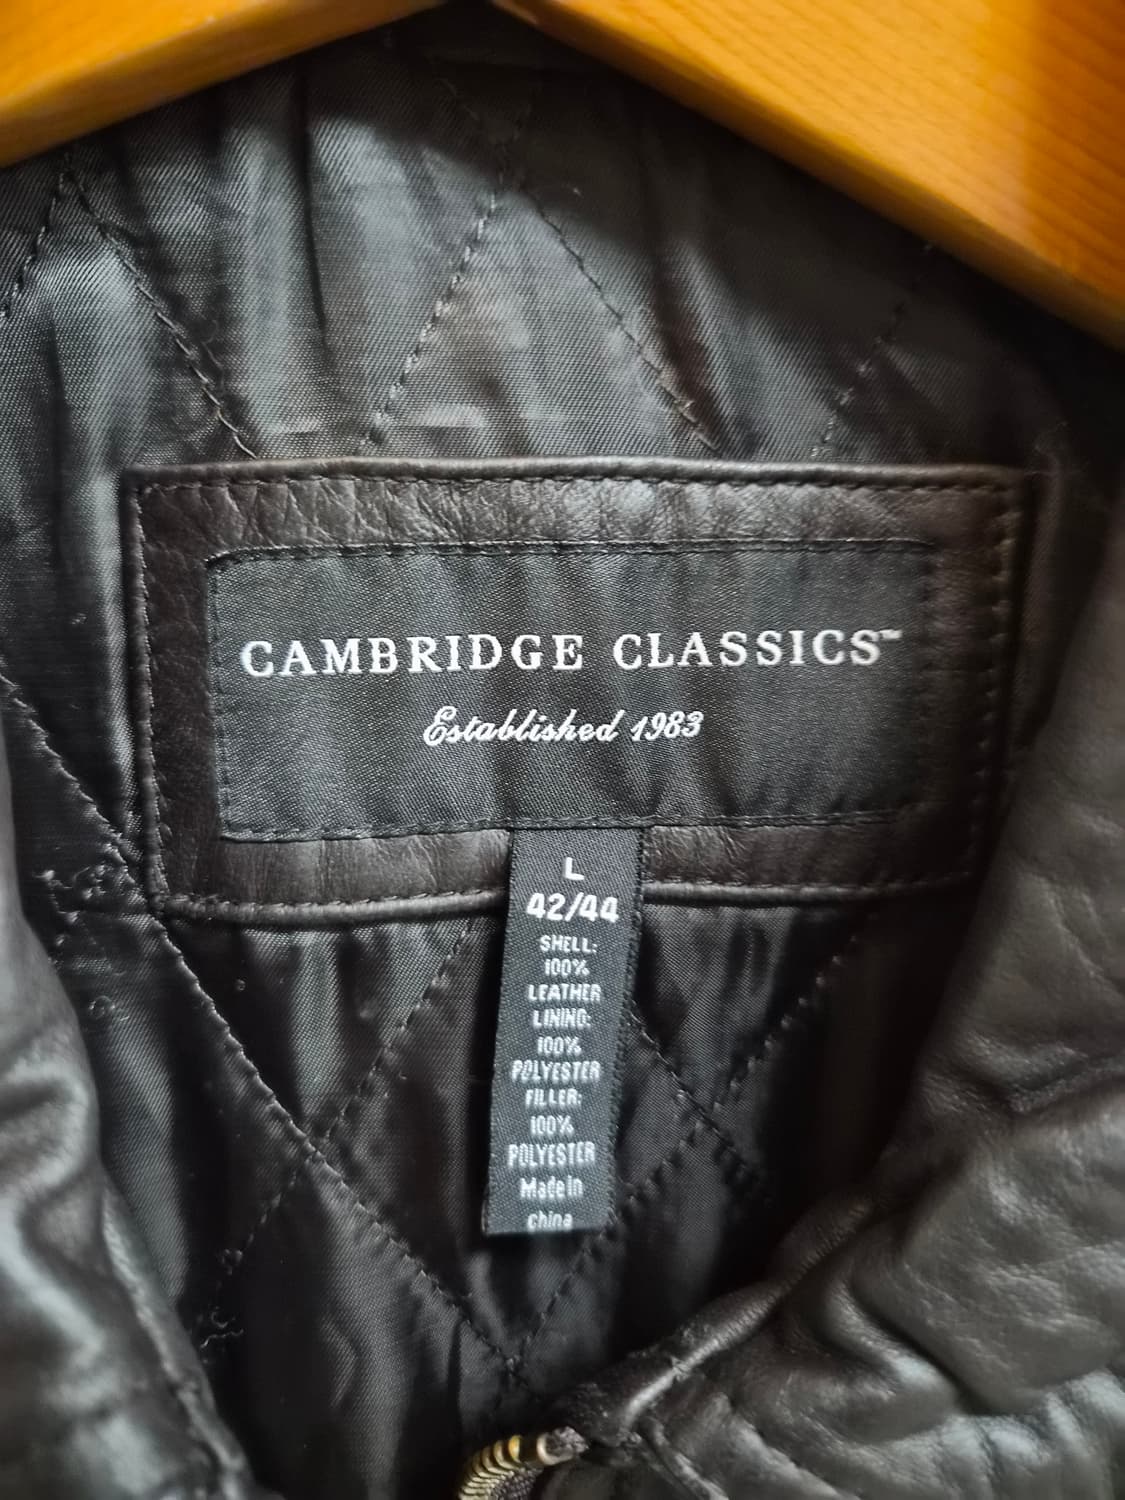 CAMBRIDGE CLASSICS™
Established 1983
L
42/44
SHELL:
100%
LEATHER
LINING:
100%
POLYESTER
FILLER:
100%
POLYESTER
Made in
china